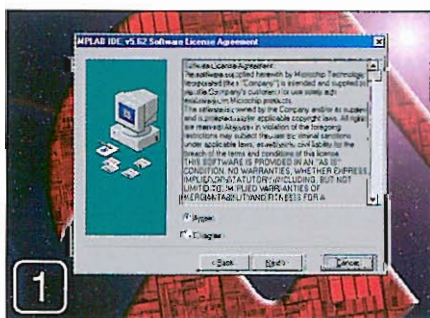 MPLAB IDE v5.62 Software License Agreement
Software License Agreement
The software supplied herewith by Microchip Technology
Incorporated (the "Company") is intended and supplied to
you, the Company's customer, for use solely and
exclusively on Microchip products.
The software is owned by the Company and/or its supplier,
and is protected under applicable copyright laws. All rights
are reserved. Any use in violation of the foregoing
restrictions may subject the user to criminal sanctions
under applicable laws, as well as to civil liability for the
breach of the terms and conditions of this license.
THIS SOFTWARE IS PROVIDED IN AN "AS IS"
CONDITION. NO WARRANTIES, WHETHER EXPRESS,
IMPLIED OR STATUTORY, INCLUDING, BUT NOT
LIMITED TO, IMPLIED WARRANTIES OF
MERCHANTABILITY AND FITNESS FOR A
I Agree
I Disagree
< Back Next > Cancel
1